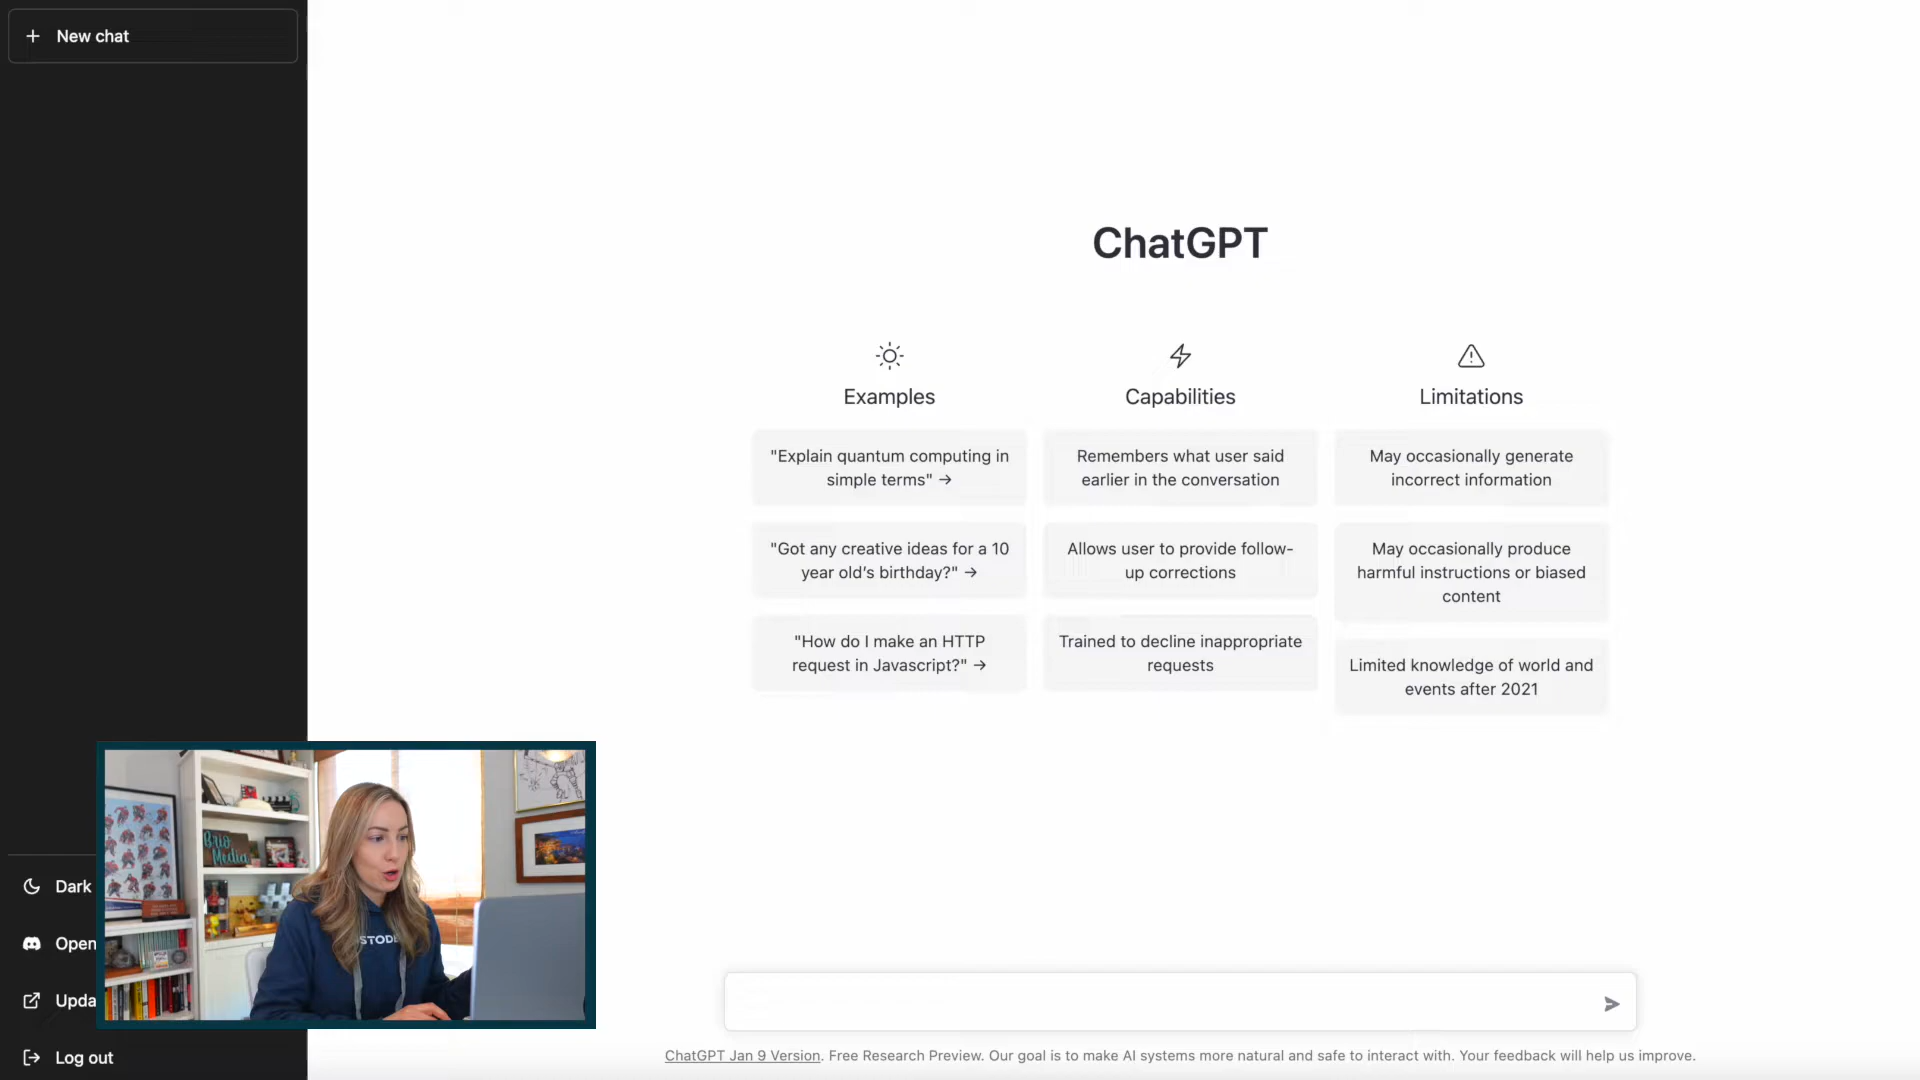 New chat
ChatGPT
Examples
"Explain quantum computing in
simple terms" →
"Got any creative ideas for a 10
year old's birthday?" →
"How do I make an HTTP
request in Javascript?" →
Capabilities
Remembers what user said
earlier in the conversation
Allows user to provide follow-
up corrections
Trained to decline inappropriate
requests
Limitations
May occasionally generate
incorrect information
May occasionally produce
harmful instructions or biased
content
Limited knowledge of world and
events after 2021
Dark
Open
Upda
Log out
Brio
Media
STODE
ChatGPT Jan 9 Version. Free Research Preview. Our goal is to make AI systems more natural and safe to interact with. Your feedback will help us improve.